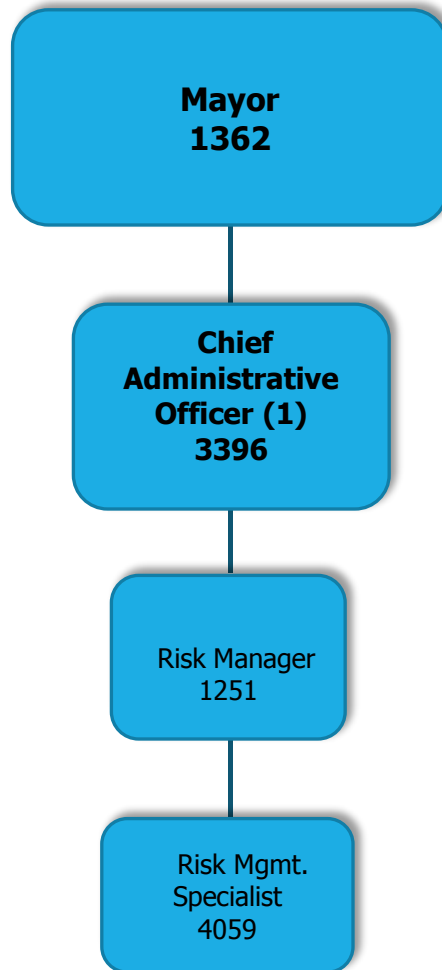 Mayor
1362
Chief
Administrative
Officer (1)
3396
Risk Manager
1251
Risk Mgmt.
Specialist
4059